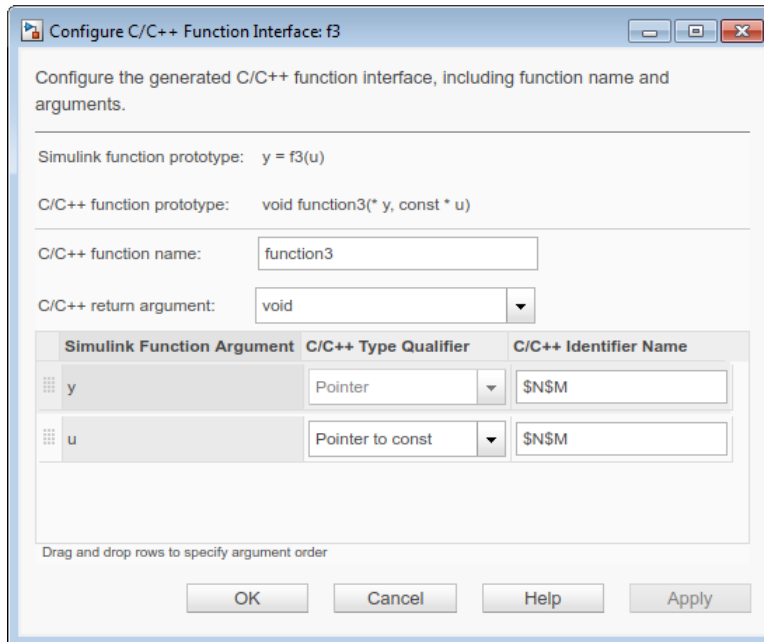 Configure C/C++ Function Interface: f3
Configure the generated C/C++ function interface, including function name and
arguments.
Simulink function prototype: y = f3(u)
C/C++ function prototype: void function3(* y, const * u)
C/C++ function name: function3
C/C++ return argument: void
Simulink Function Argument C/C++ Type Qualifier C/C++ Identifier Name
y Pointer $N$M
u Pointer to const $N$M
Drag and drop rows to specify argument order
OK Cancel Help Apply